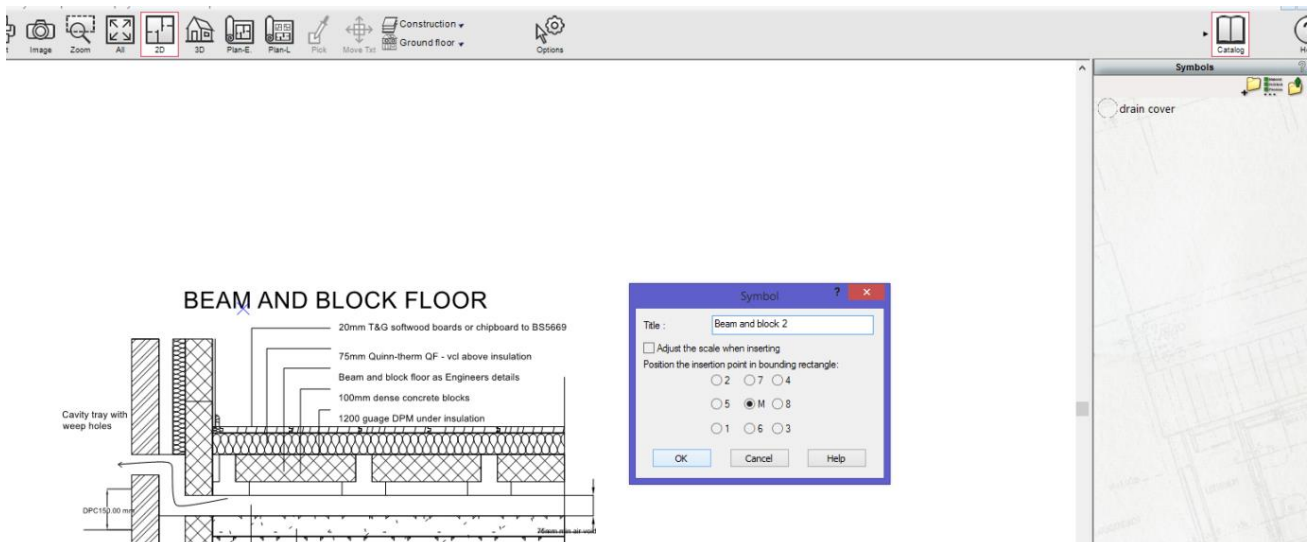 Image
Zoom
All
2D
3D
Plan-E.
Plan-L
Pick
Move Txt
Construction
Ground floor
Options
Catalog
Symbols
drain cover
BEAM AND BLOCK FLOOR
20mm T&G softwood boards or chipboard to BS5669
75mm Quinn-therm QF - vcl above insulation
Beam and block floor as Engineers details
100mm dense concrete blocks
1200 guage DPM under insulation
Cavity tray with
weep holes
DPC150.00 mm
75mm min air void
Symbol
Title :
Beam and block 2
Adjust the scale when inserting
Position the insertion point in bounding rectangle:
2 7 4
5 M 8
1 6 3
OK Cancel Help